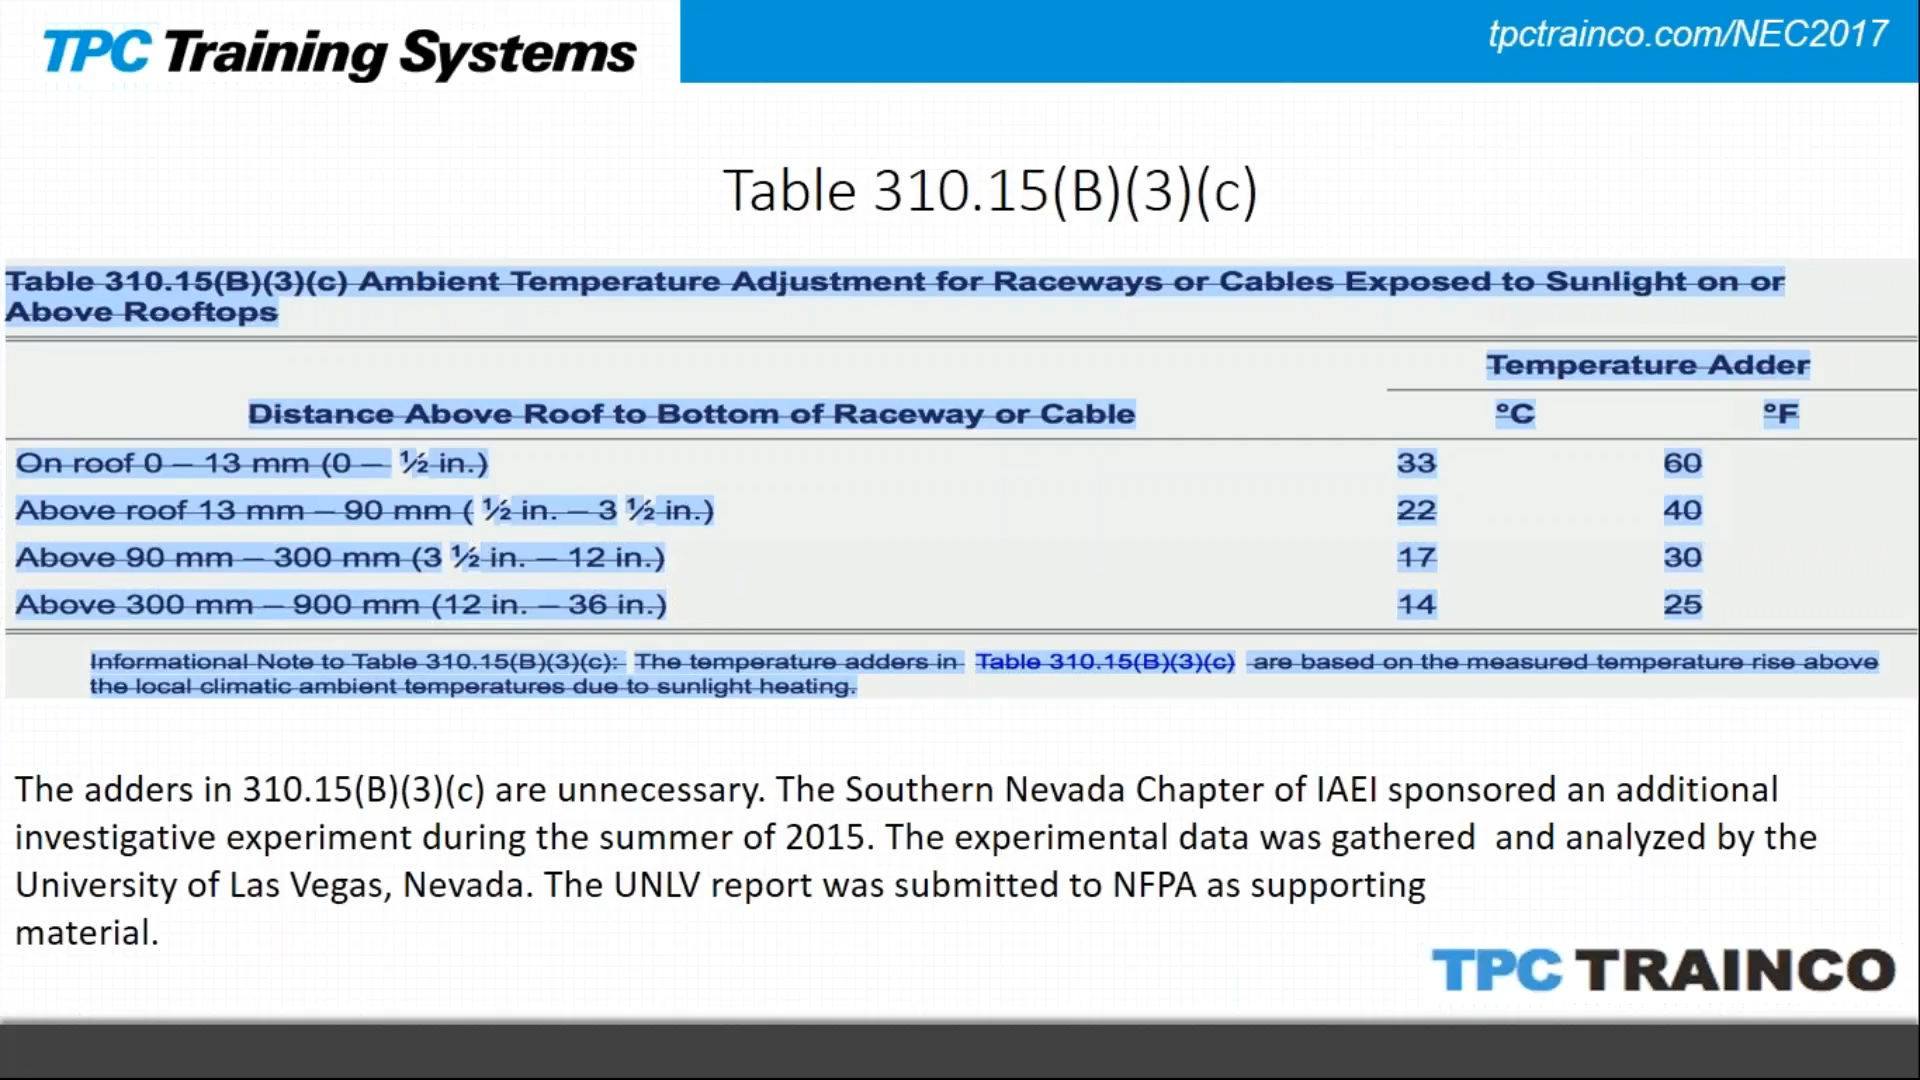 TPC Training Systems
tpctrainco.com/NEC2017
Table 310.15(B)(3)(c)
Table 310.15(B)(3)(c) Ambient Temperature Adjustment for Raceways or Cables Exposed to Sunlight on or
Above Rooftops
Temperature Adder
Distance Above Roof to Bottom of Raceway or Cable °C °F
On roof 0 – 13 mm (0 – ½ in.) 33 60
Above roof 13 mm – 90 mm ( ½ in. – 3 ½ in.) 22 40
Above 90 mm – 300 mm (3 ½ in. – 12 in.) 17 30
Above 300 mm – 900 mm (12 in. – 36 in.) 14 25
Informational Note to Table 310.15(B)(3)(c): The temperature adders in Table 310.15(B)(3)(c) are based on the measured temperature rise above
the local climatic ambient temperatures due to sunlight heating.
The adders in 310.15(B)(3)(c) are unnecessary. The Southern Nevada Chapter of IAEI sponsored an additional
investigative experiment during the summer of 2015. The experimental data was gathered and analyzed by the
University of Las Vegas, Nevada. The UNLV report was submitted to NFPA as supporting
material.
TPC TRAINCO